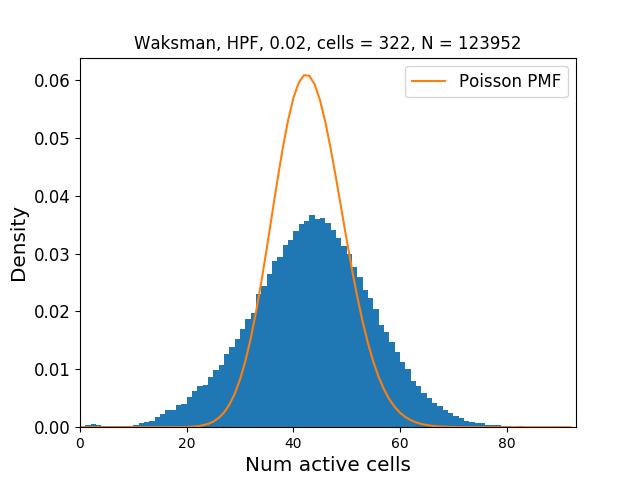 Waksman, HPF, 0.02, cells = 322, N = 123952
Poisson PMF
0.06
0.05
0.04
0.03
0.02
0.01
0.00
Density
0 20 40 60 80
Num active cells